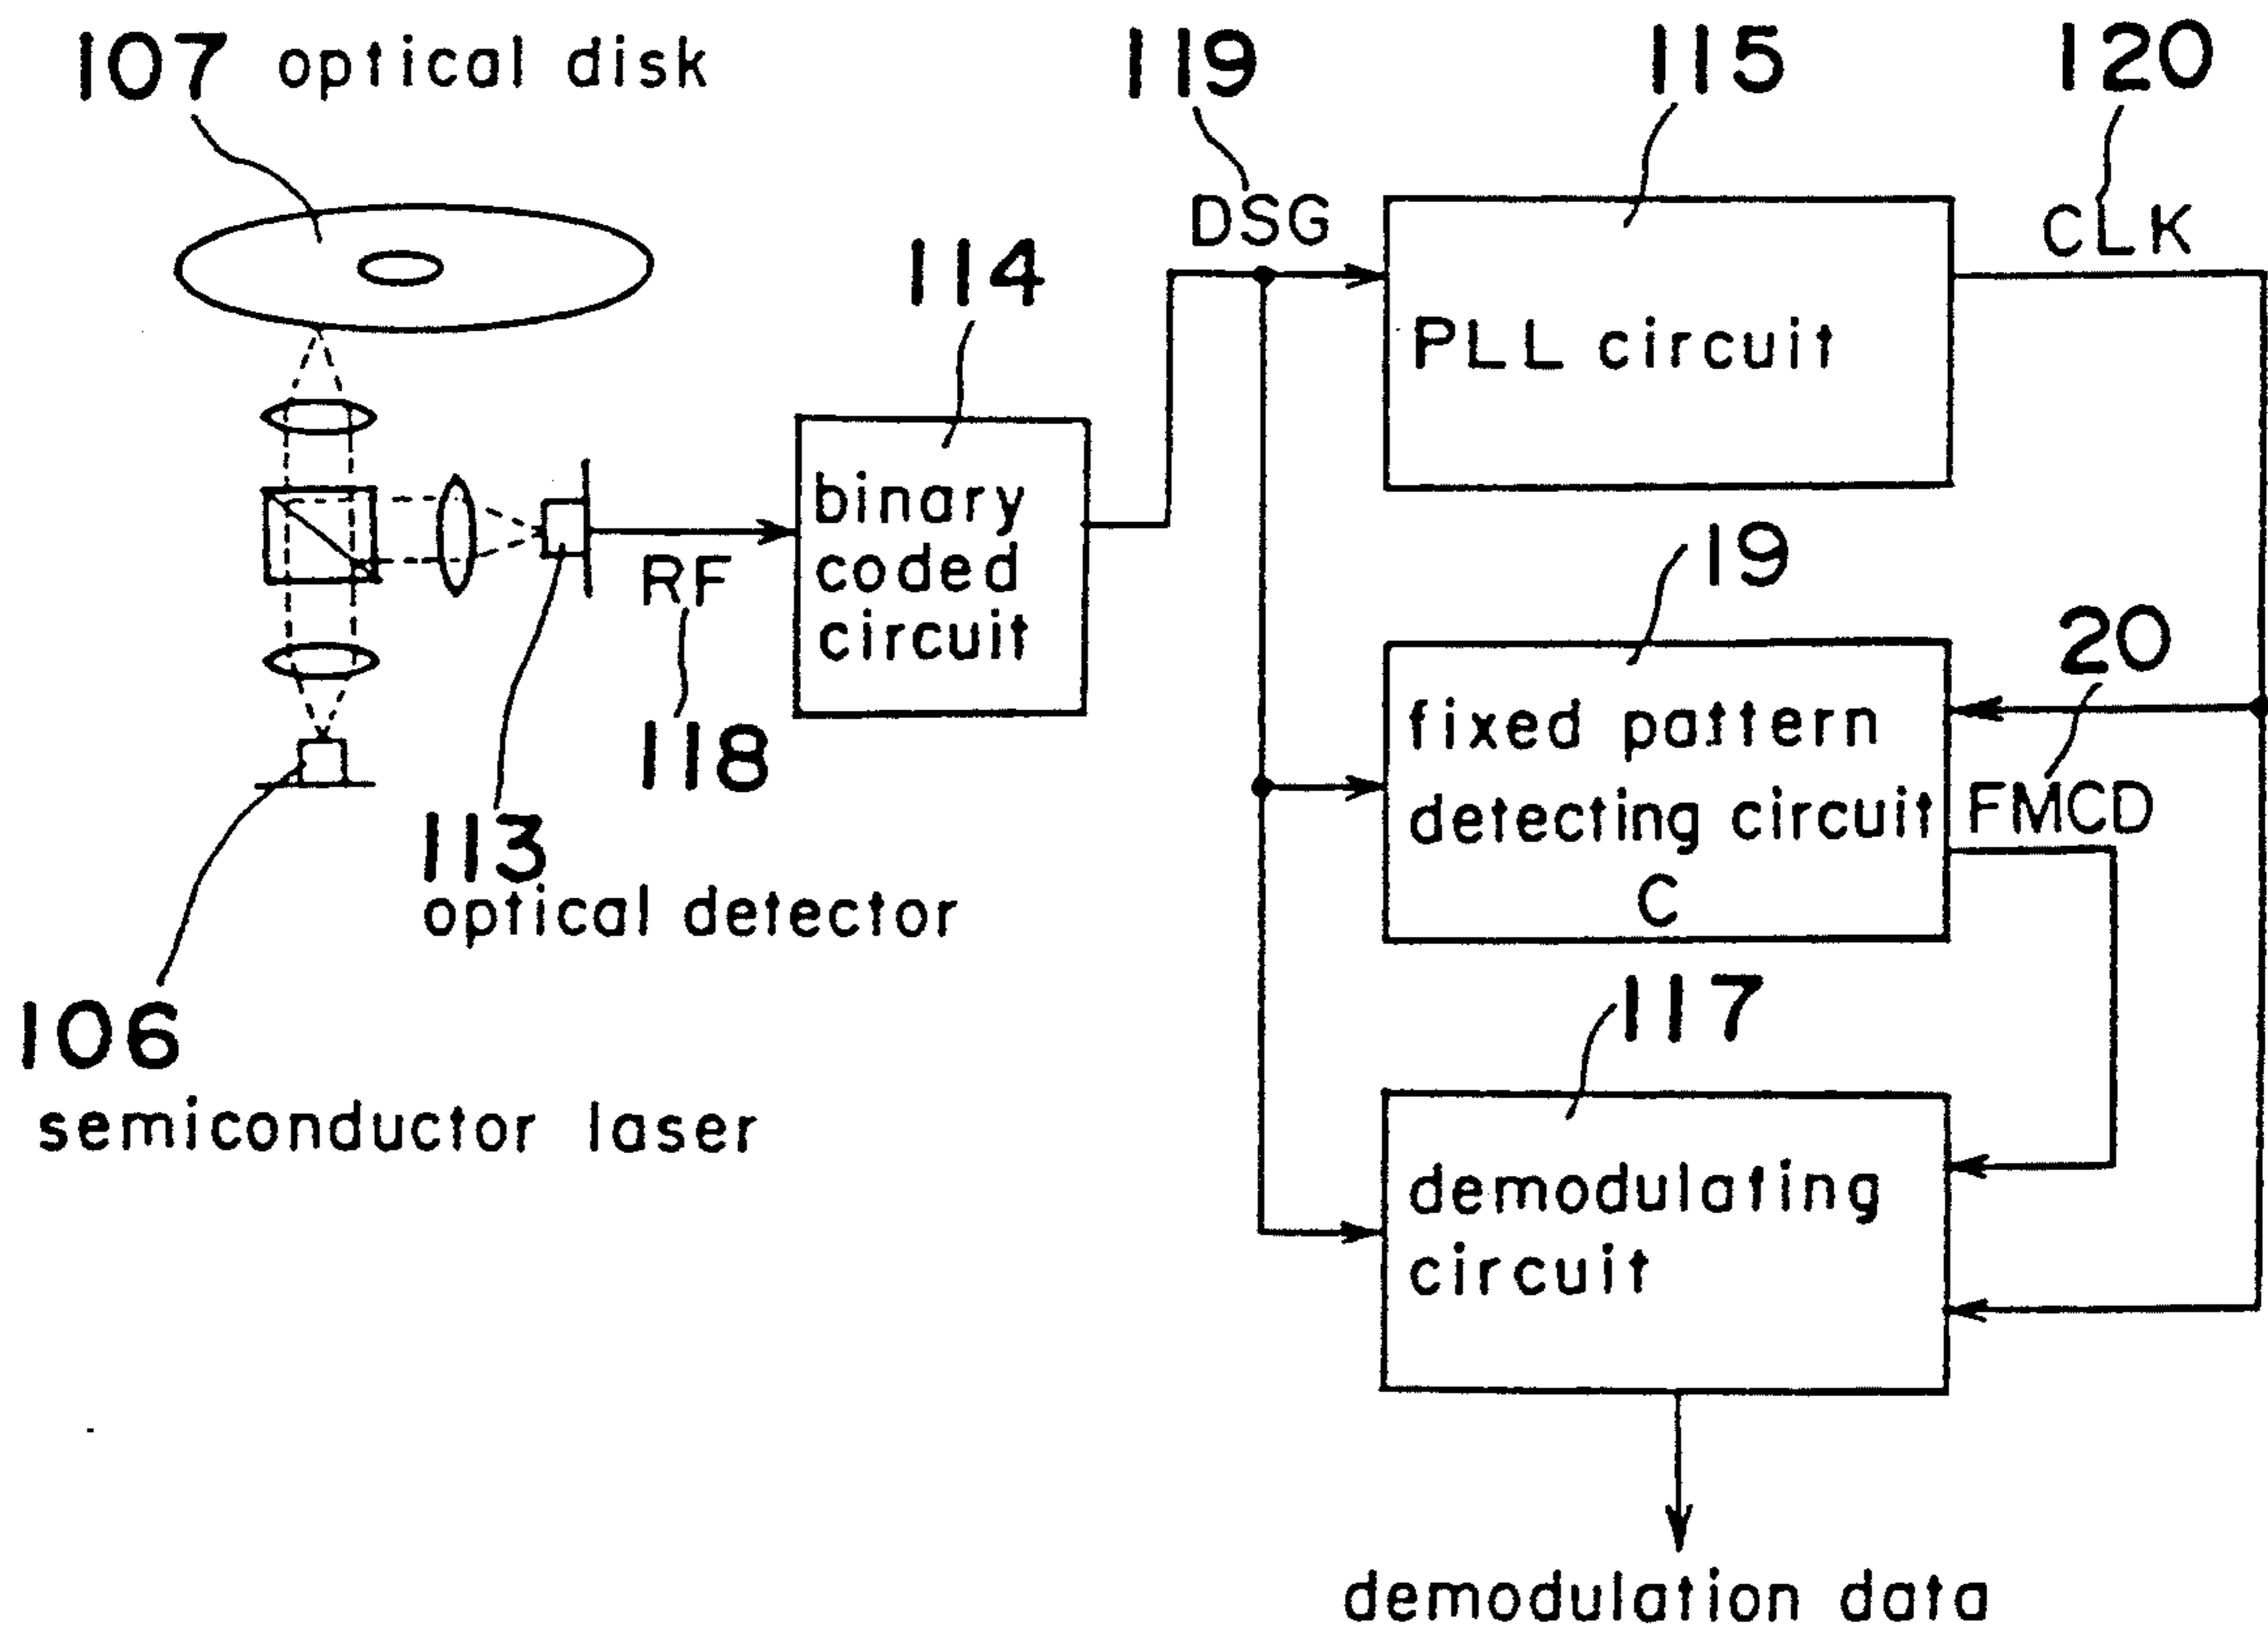 107 optical disk
119
115
120
DSG
CLK
114
PLL circuit
binary
coded
circuit
RF
118
19
20
fixed pattern
detecting circuit
C
FMCD
113
optical detector
106
semiconductor laser
117
demodulating
circuit
demodulation data